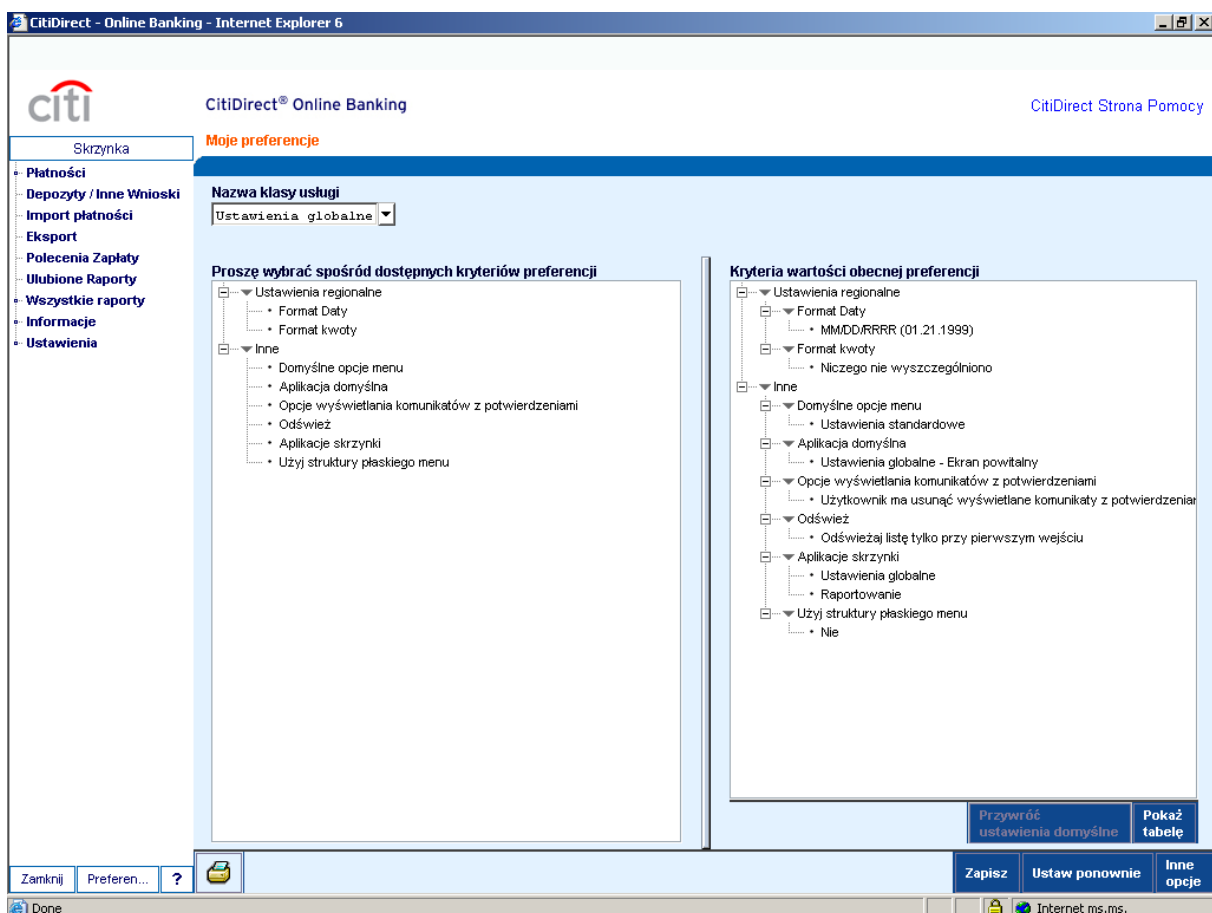 CitiDirect - Online Banking - Internet Explorer 6
citi
CitiDirect® Online Banking
CitiDirect Strona Pomocy
Skrzynka
Moje preferencje
Płatności
Depozyty / Inne Wnioski
Import płatności
Eksport
Polecenia Zapłaty
Ulubione Raporty
Wszystkie raporty
Informacje
Ustawienia
Nazwa klasy usługi
Ustawienia globalne
Proszę wybrać spośród dostępnych kryteriów preferencji
Ustawienia regionalne
Format Daty
Format kwoty
Inne
Domyślne opcje menu
Aplikacja domyślna
Opcje wyświetlania komunikatów z potwierdzeniami
Odśwież
Aplikacje skrzynki
Użyj struktury płaskiego menu
Kryteria wartości obecnej preferencji
Ustawienia regionalne
Format Daty
MM/DD/RRRR (01.21.1999)
Format kwoty
Niczego nie wyszczególniono
Inne
Domyślne opcje menu
Ustawienia standardowe
Aplikacja domyślna
Ustawienia globalne - Ekran powitalny
Opcje wyświetlania komunikatów z potwierdzeniami
Użytkownik ma usunąć wyświetlane komunikaty z potwierdzeniar
Odśwież
Odświeżaj listę tylko przy pierwszym wejściu
Aplikacje skrzynki
Ustawienia globalne
Raportowanie
Użyj struktury płaskiego menu
Nie
Przywróć
ustawienia domyślne
Pokaż
tabelę
Zamknij
Preferen...
?
Zapisz
Ustaw ponownie
Inne
opcje
Done
Internet ms.ms.